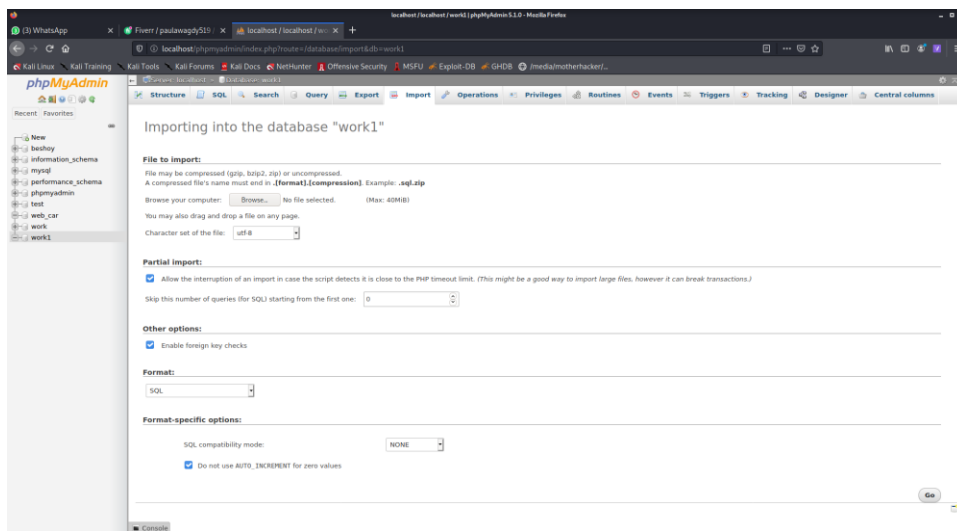 localhost / localhost / work1 | phpMyAdmin 5.1.0 - Mozilla Firefox
(3) WhatsApp
Fiverr / paulawagdy519
localhost / localhost / wo
localhost/phpmyadmin/index.php?route=/database/import&db=work1
Kali Linux
Kali Training
Kali Tools
Kali Forums
Kali Docs
NetHunter
Offensive Security
MSFU
Exploit-DB
GHDB
/media/motherhacker/...
phpMyAdmin
Recent Favorites
New
beshoy
information_schema
mysql
performance_schema
phpmyadmin
test
web_car
work
work1
Server: localhost » Database: work1
Structure SQL Search Query Export Import Operations Privileges Routines Events Triggers Tracking Designer Central columns
Importing into the database "work1"
File to import:
File may be compressed (gzip, bzip2, zip) or uncompressed.
A compressed file's name must end in .[format].[compression]. Example: .sql.zip
Browse your computer: Browse... No file selected. (Max: 40MiB)
You may also drag and drop a file on any page.
Character set of the file: utf-8
Partial import:
Allow the interruption of an import in case the script detects it is close to the PHP timeout limit. (This might be a good way to import large files, however it can break transactions.)
Skip this number of queries (for SQL) starting from the first one: 0
Other options:
Enable foreign key checks
Format:
SQL
Format-specific options:
SQL compatibility mode: NONE
Do not use AUTO_INCREMENT for zero values
Go
Console